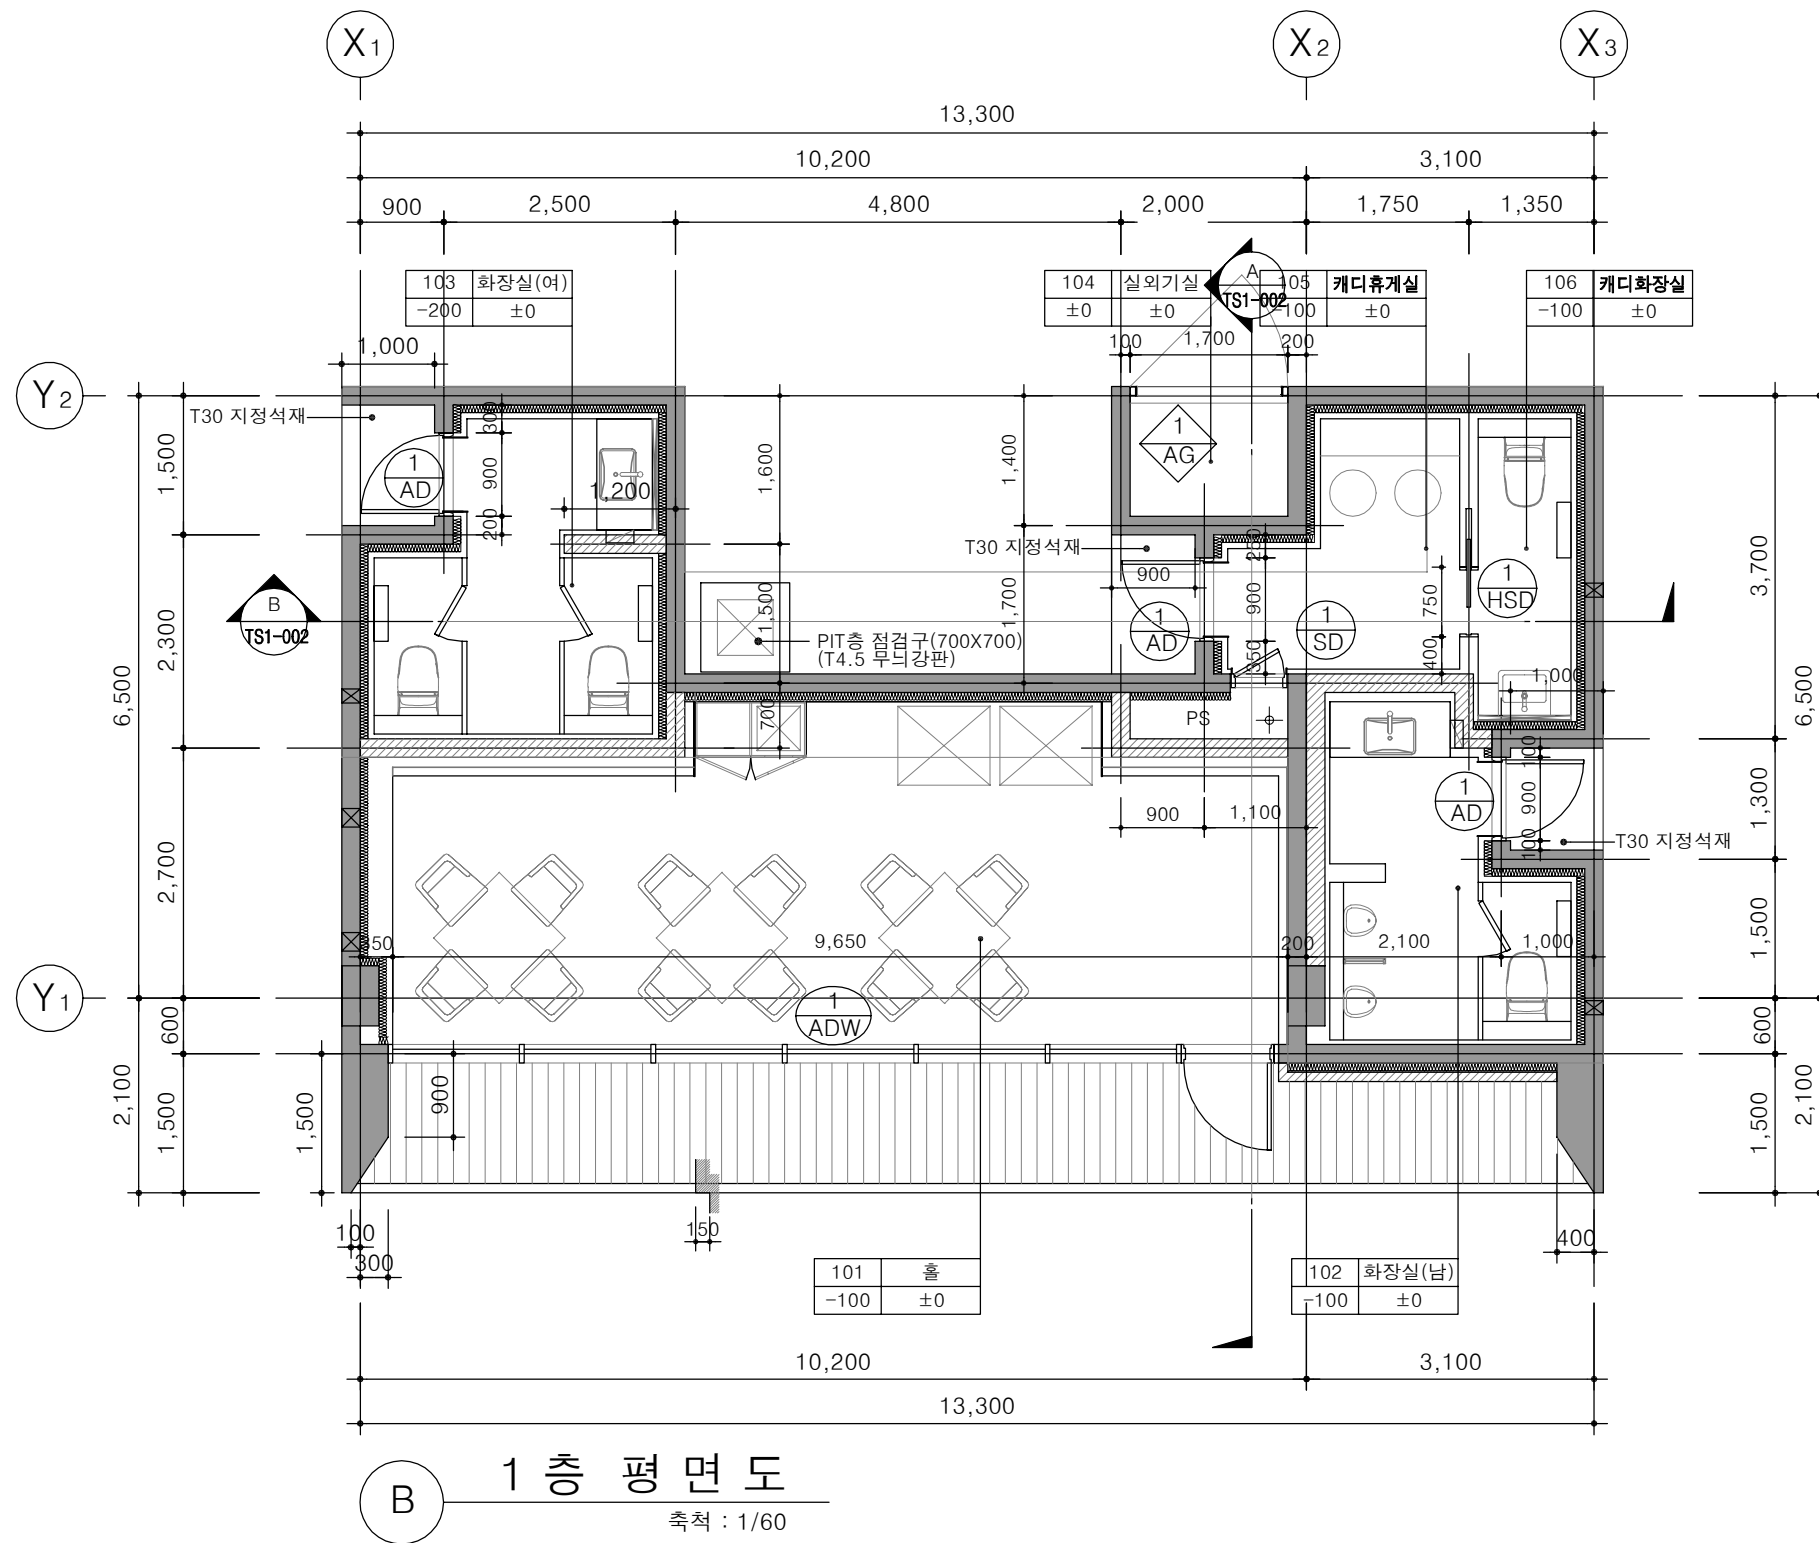 X1 X2 X3
13,300
10,200 3,100
900 2,500 4,800 2,000 1,750 1,350
103 화장실(여)
-200 ±0
104 실외기실
±0 ±0
A
TS1-002
105 캐디휴게실
-100 ±0
106 캐디화장실
-100 ±0
1,000
100 1,700 200
Y2
T30 지정석재
300
900
200
1
AD
1,200
1,600
1,400
1
AG
1,500
3,700
T30 지정석재
250
900
900
350
1
AD
1
SD
750
400
1
HSD
B
TS1-002
2,300
1,500
1,700
PIT층 점검구(700X700)
(T4.5 무늬강판)
6,500
6,500
1,000
700
PS
100
900
100
1
AD
900 1,100
1,300
T30 지정석재
2,700
1,500
350 9,650 200 2,100 1,000
Y1
1
ADW
600
600
2,100
1,500
1,500
900
1,500
2,100
100
300
150
400
101 홀
-100 ±0
102 화장실(남)
-100 ±0
10,200 3,100
13,300
B
1 층 평 면 도
축척 : 1/60